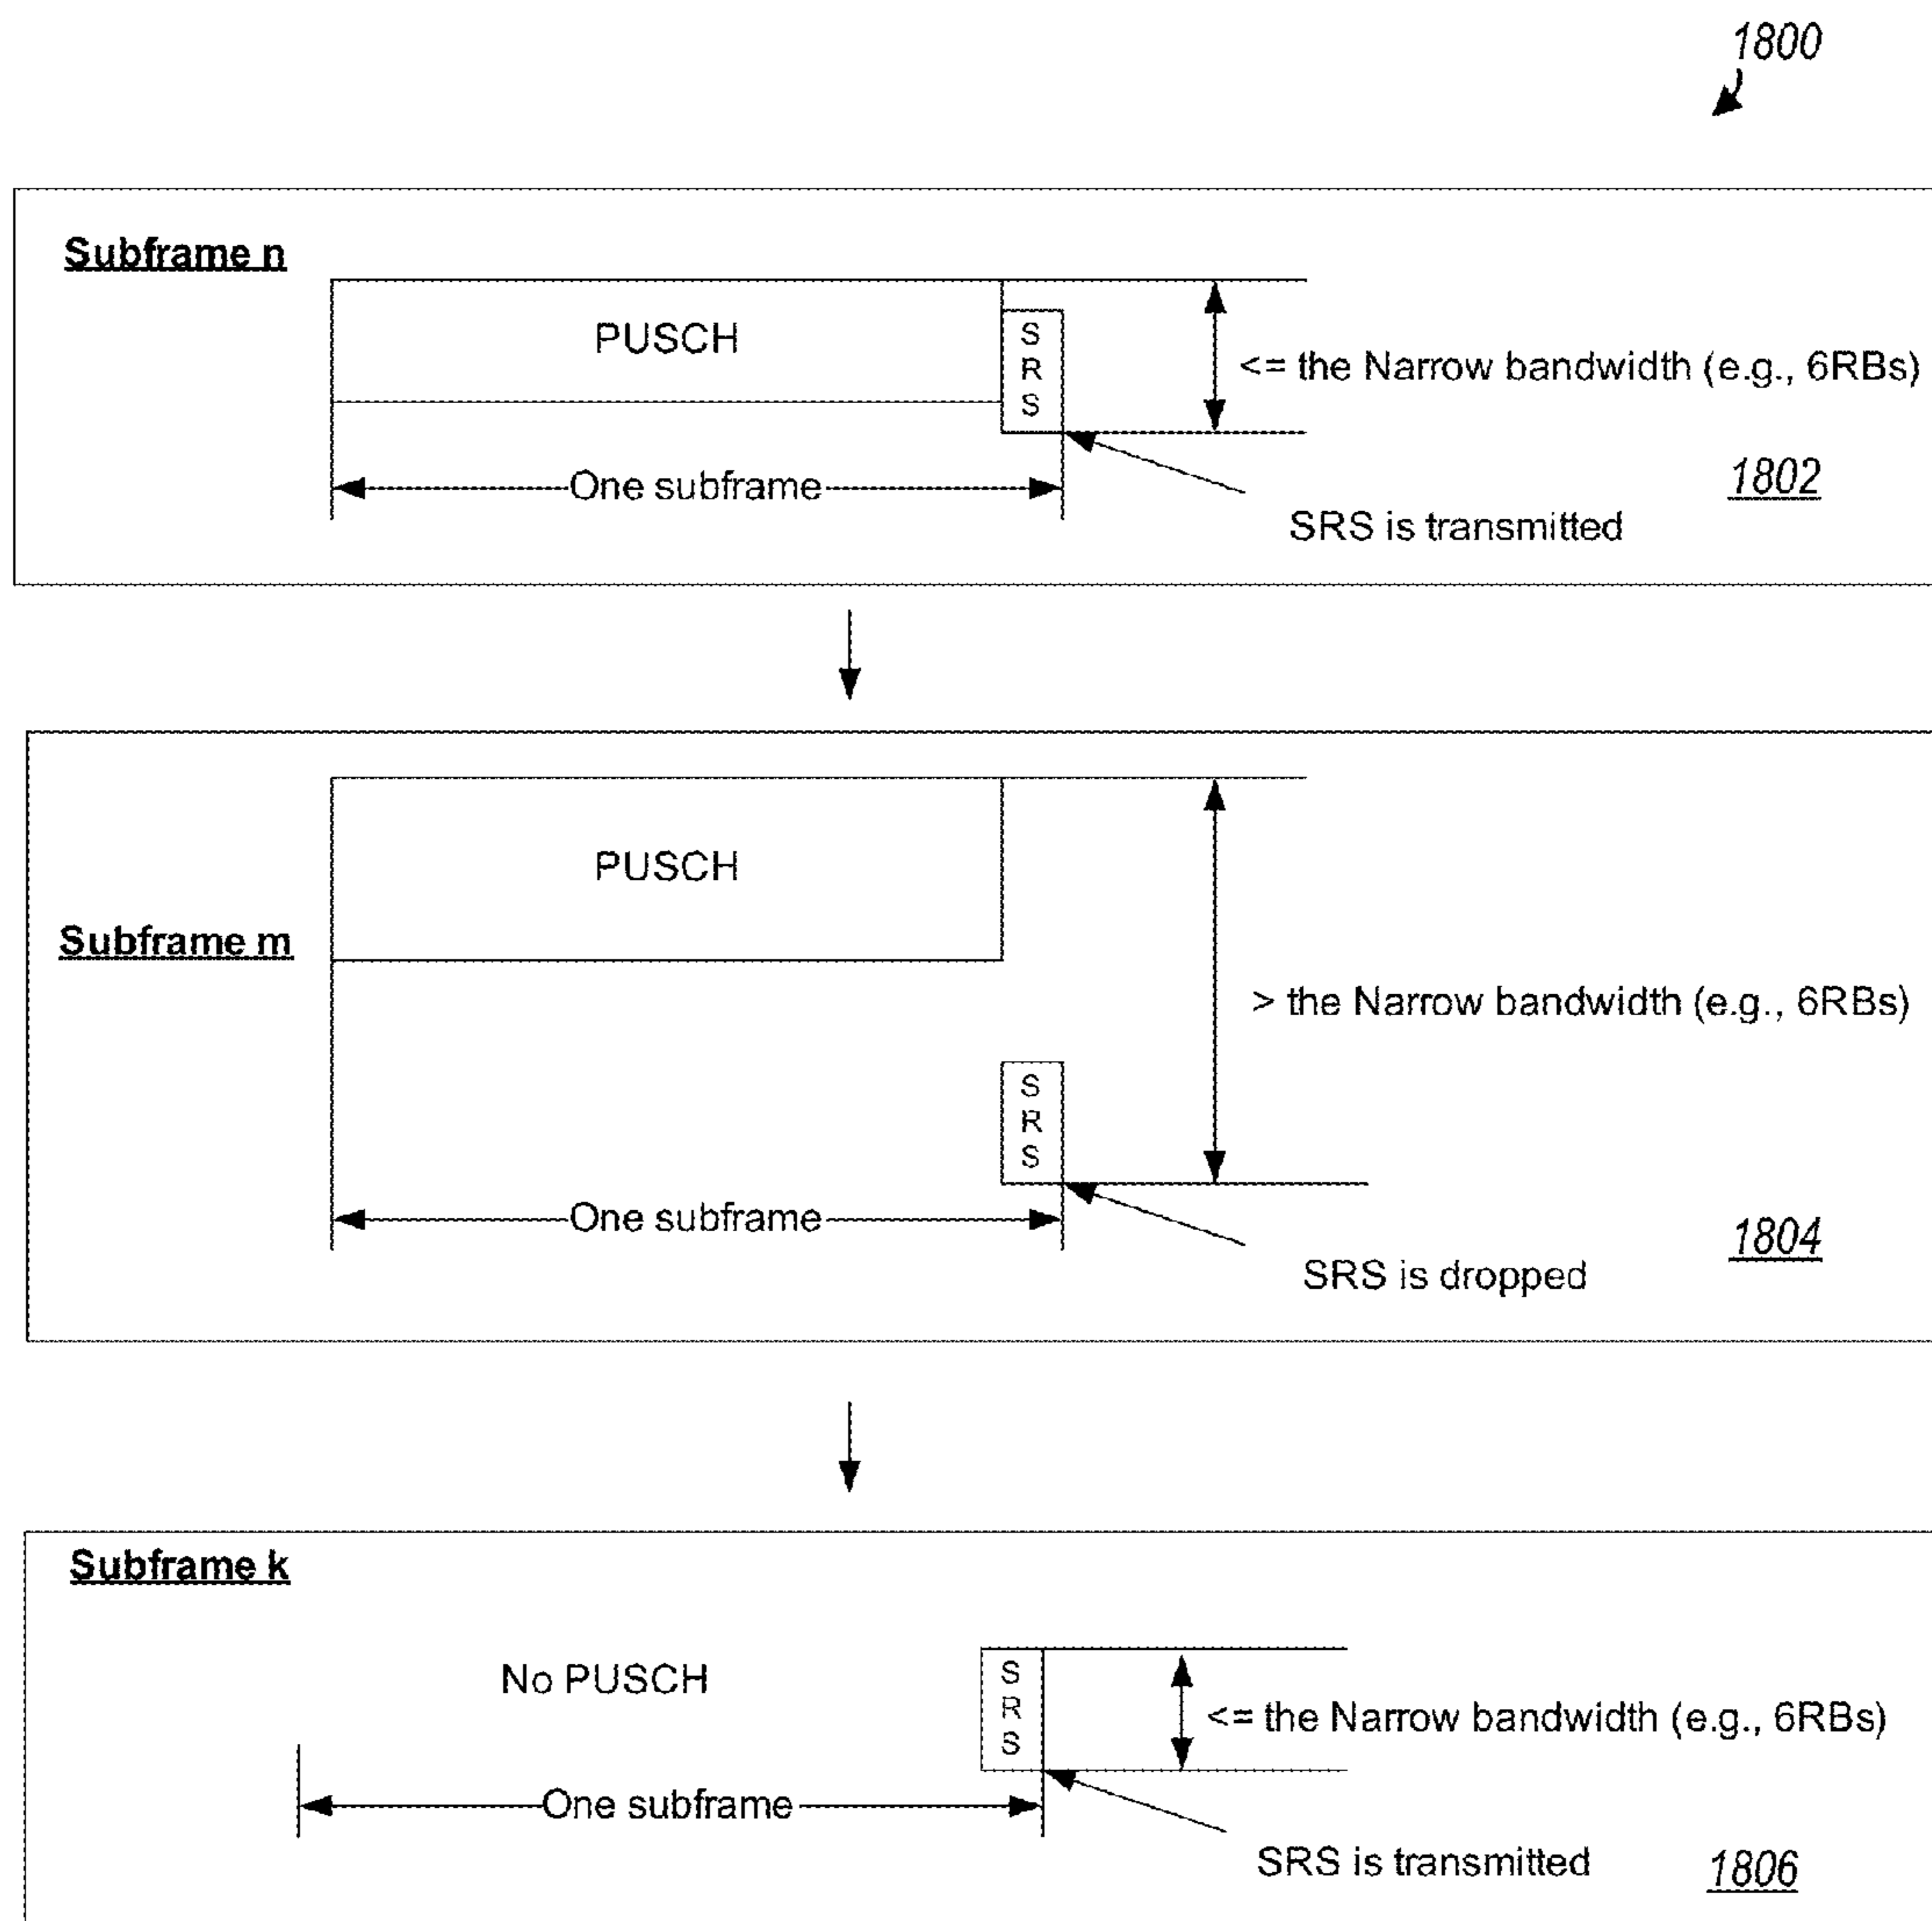 1800
Subframe n
PUSCH
S
R
S
<= the Narrow bandwidth (e.g., 6RBs)
One subframe
1802
SRS is transmitted
PUSCH
Subframe m
> the Narrow bandwidth (e.g., 6RBs)
S
R
S
One subframe
1804
SRS is dropped
Subframe k
No PUSCH
S
R
S
<= the Narrow bandwidth (e.g., 6RBs)
One subframe
SRS is transmitted
1806